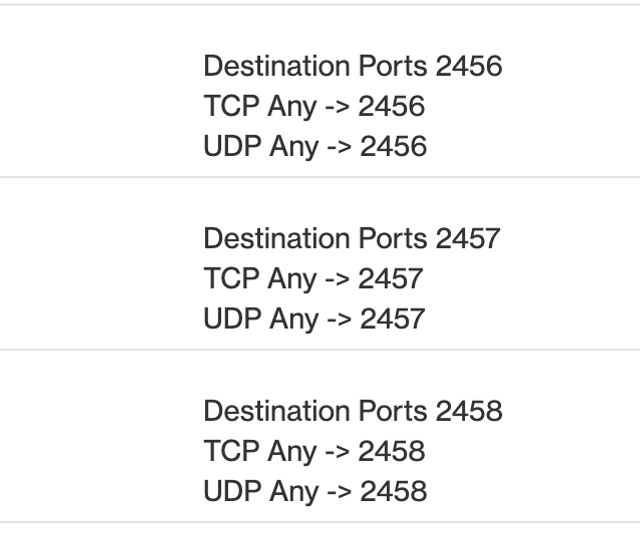 Destination Ports 2456
TCP Any -> 2456
UDP Any -> 2456
Destination Ports 2457
TCP Any -> 2457
UDP Any -> 2457
Destination Ports 2458
TCP Any -> 2458
UDP Any -> 2458